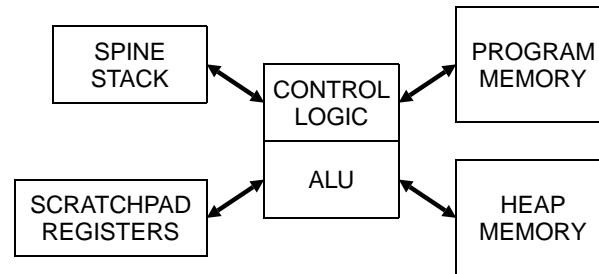 SPINE
STACK
PROGRAM
MEMORY
CONTROL
LOGIC
ALU
SCRATCHPAD
REGISTERS
HEAP
MEMORY